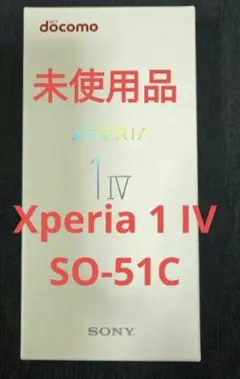 docomo
未使用品
XPERIA
1 IV
Xperia 1 IV
SO-51C
SONY